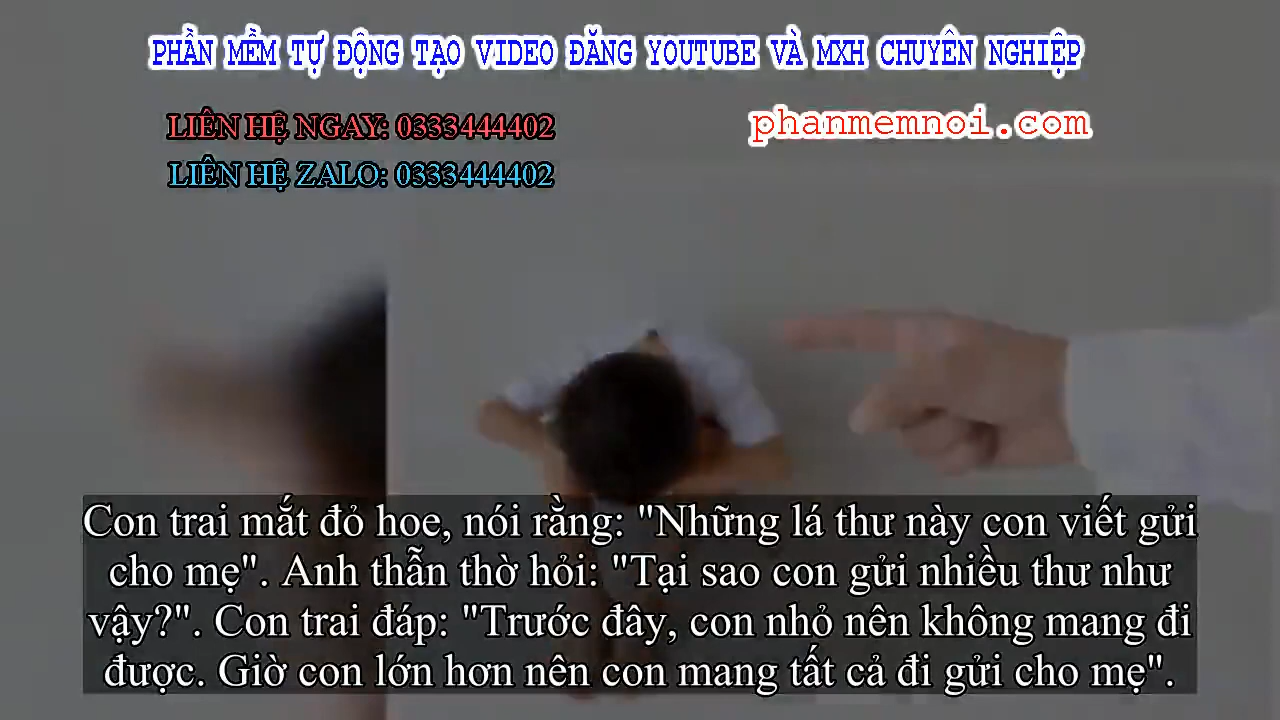 PHẦN MỀM TỰ ĐỘNG TẠO VIDEO ĐĂNG YOUTUBE VÀ MXH CHUYÊN NGHIỆP
LIÊN HỆ NGAY: 0333444402
phanmemnoi.com
LIÊN HỆ ZALO: 0333444402
Con trai mắt đỏ hoe, nói rằng: "Những lá thư này con viết gửi
cho mẹ". Anh thẫn thờ hỏi: "Tại sao con gửi nhiều thư như
vậy?". Con trai đáp: "Trước đây, con nhỏ nên không mang đi
được. Giờ con lớn hơn nên con mang tất cả đi gửi cho mẹ".